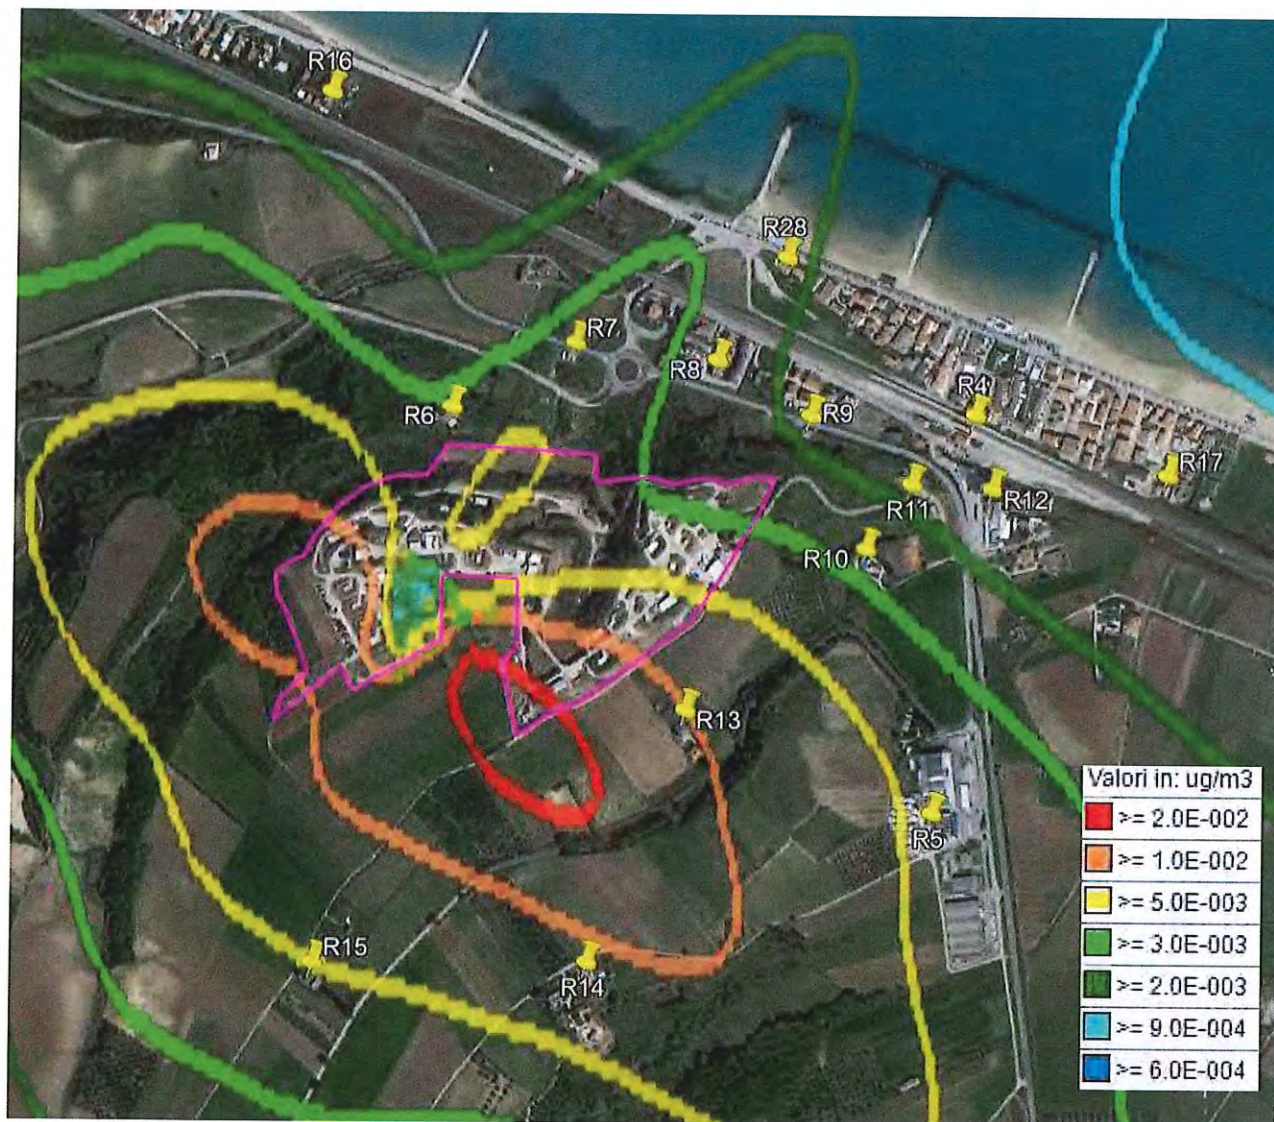 R16
R28
R7
R8
R6
R9
R4
R17
R11
R12
R10
R13
R5
R15
R14
Valori in: ug/m3
>= 2.0E-002
>= 1.0E-002
>= 5.0E-003
>= 3.0E-003
>= 2.0E-003
>= 9.0E-004
>= 6.0E-004